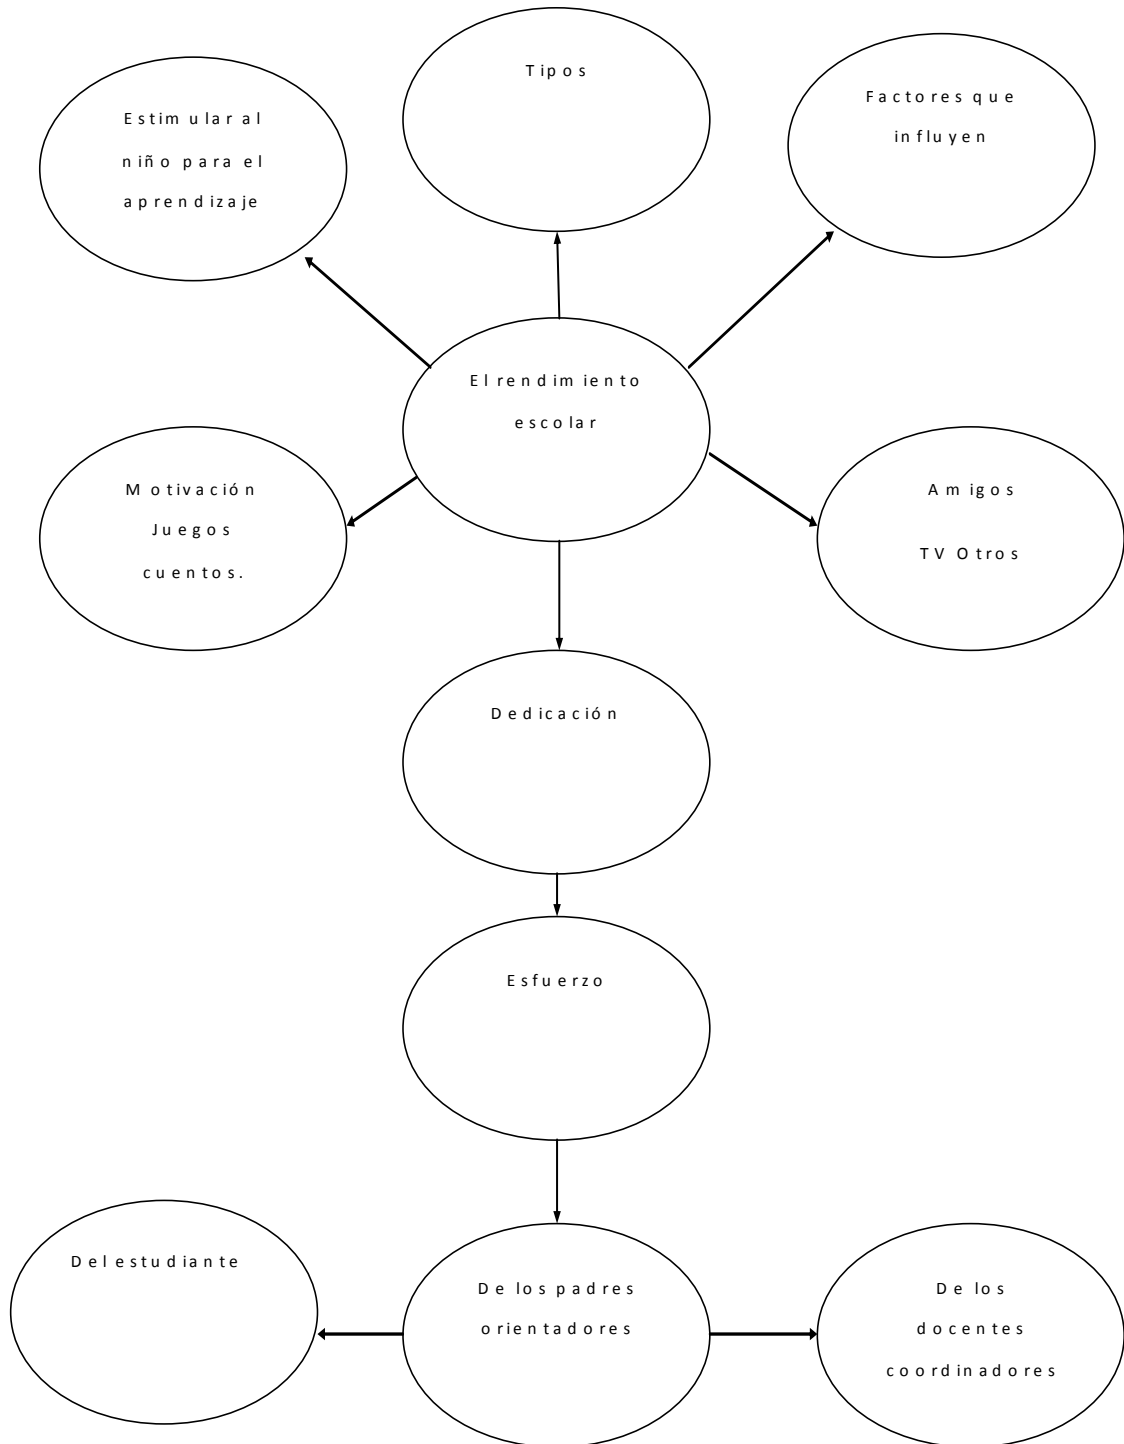 Tipos
Factores que
influyen
Estimular al
niño para el
aprendizaje
El rendimiento
escolar
Motivación
Juegos
cuentos.
Amigos
TV Otros
Dedicación
Esfuerzo
Del estudiante
De los padres
orientadores
De los
docentes
coordinadores